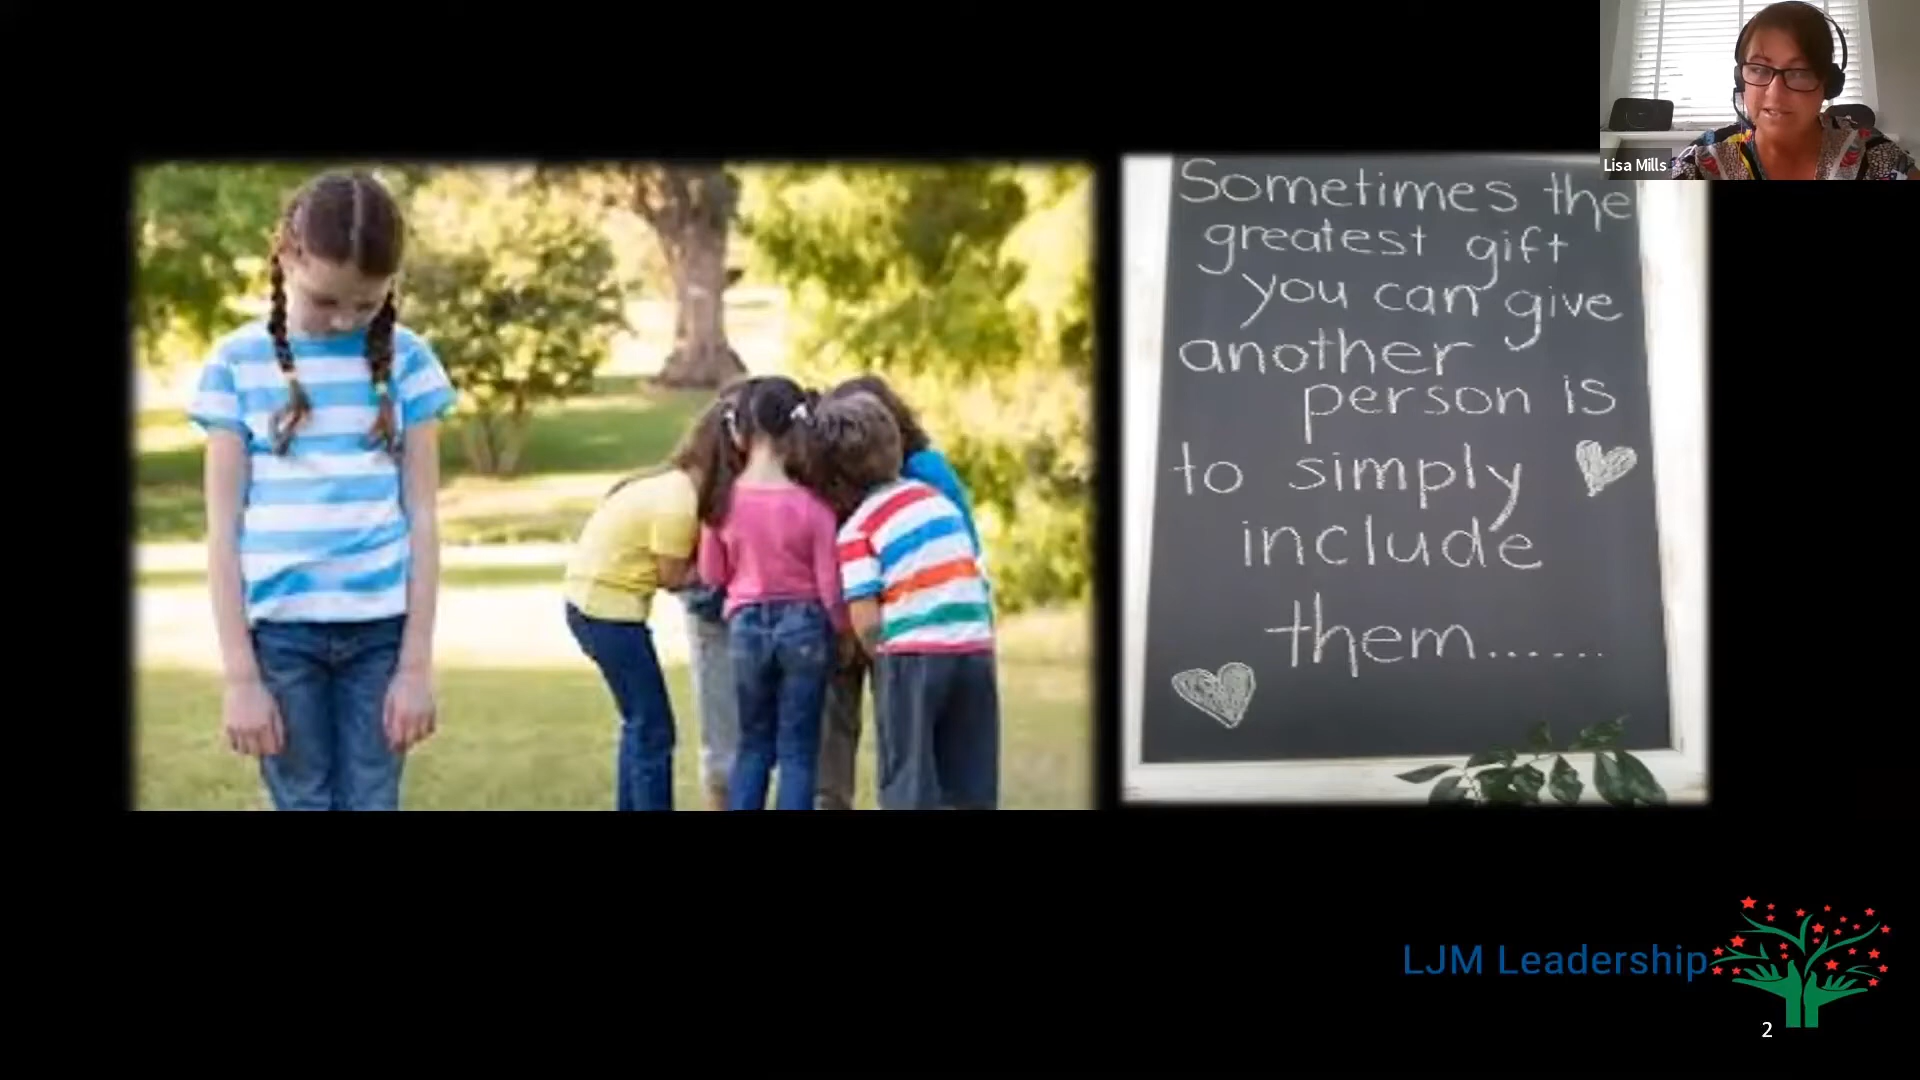 Lisa Mills
Sometimes the
greatest gift
you can give
another
person is
to simply
include
them......
LJM Leadership
2